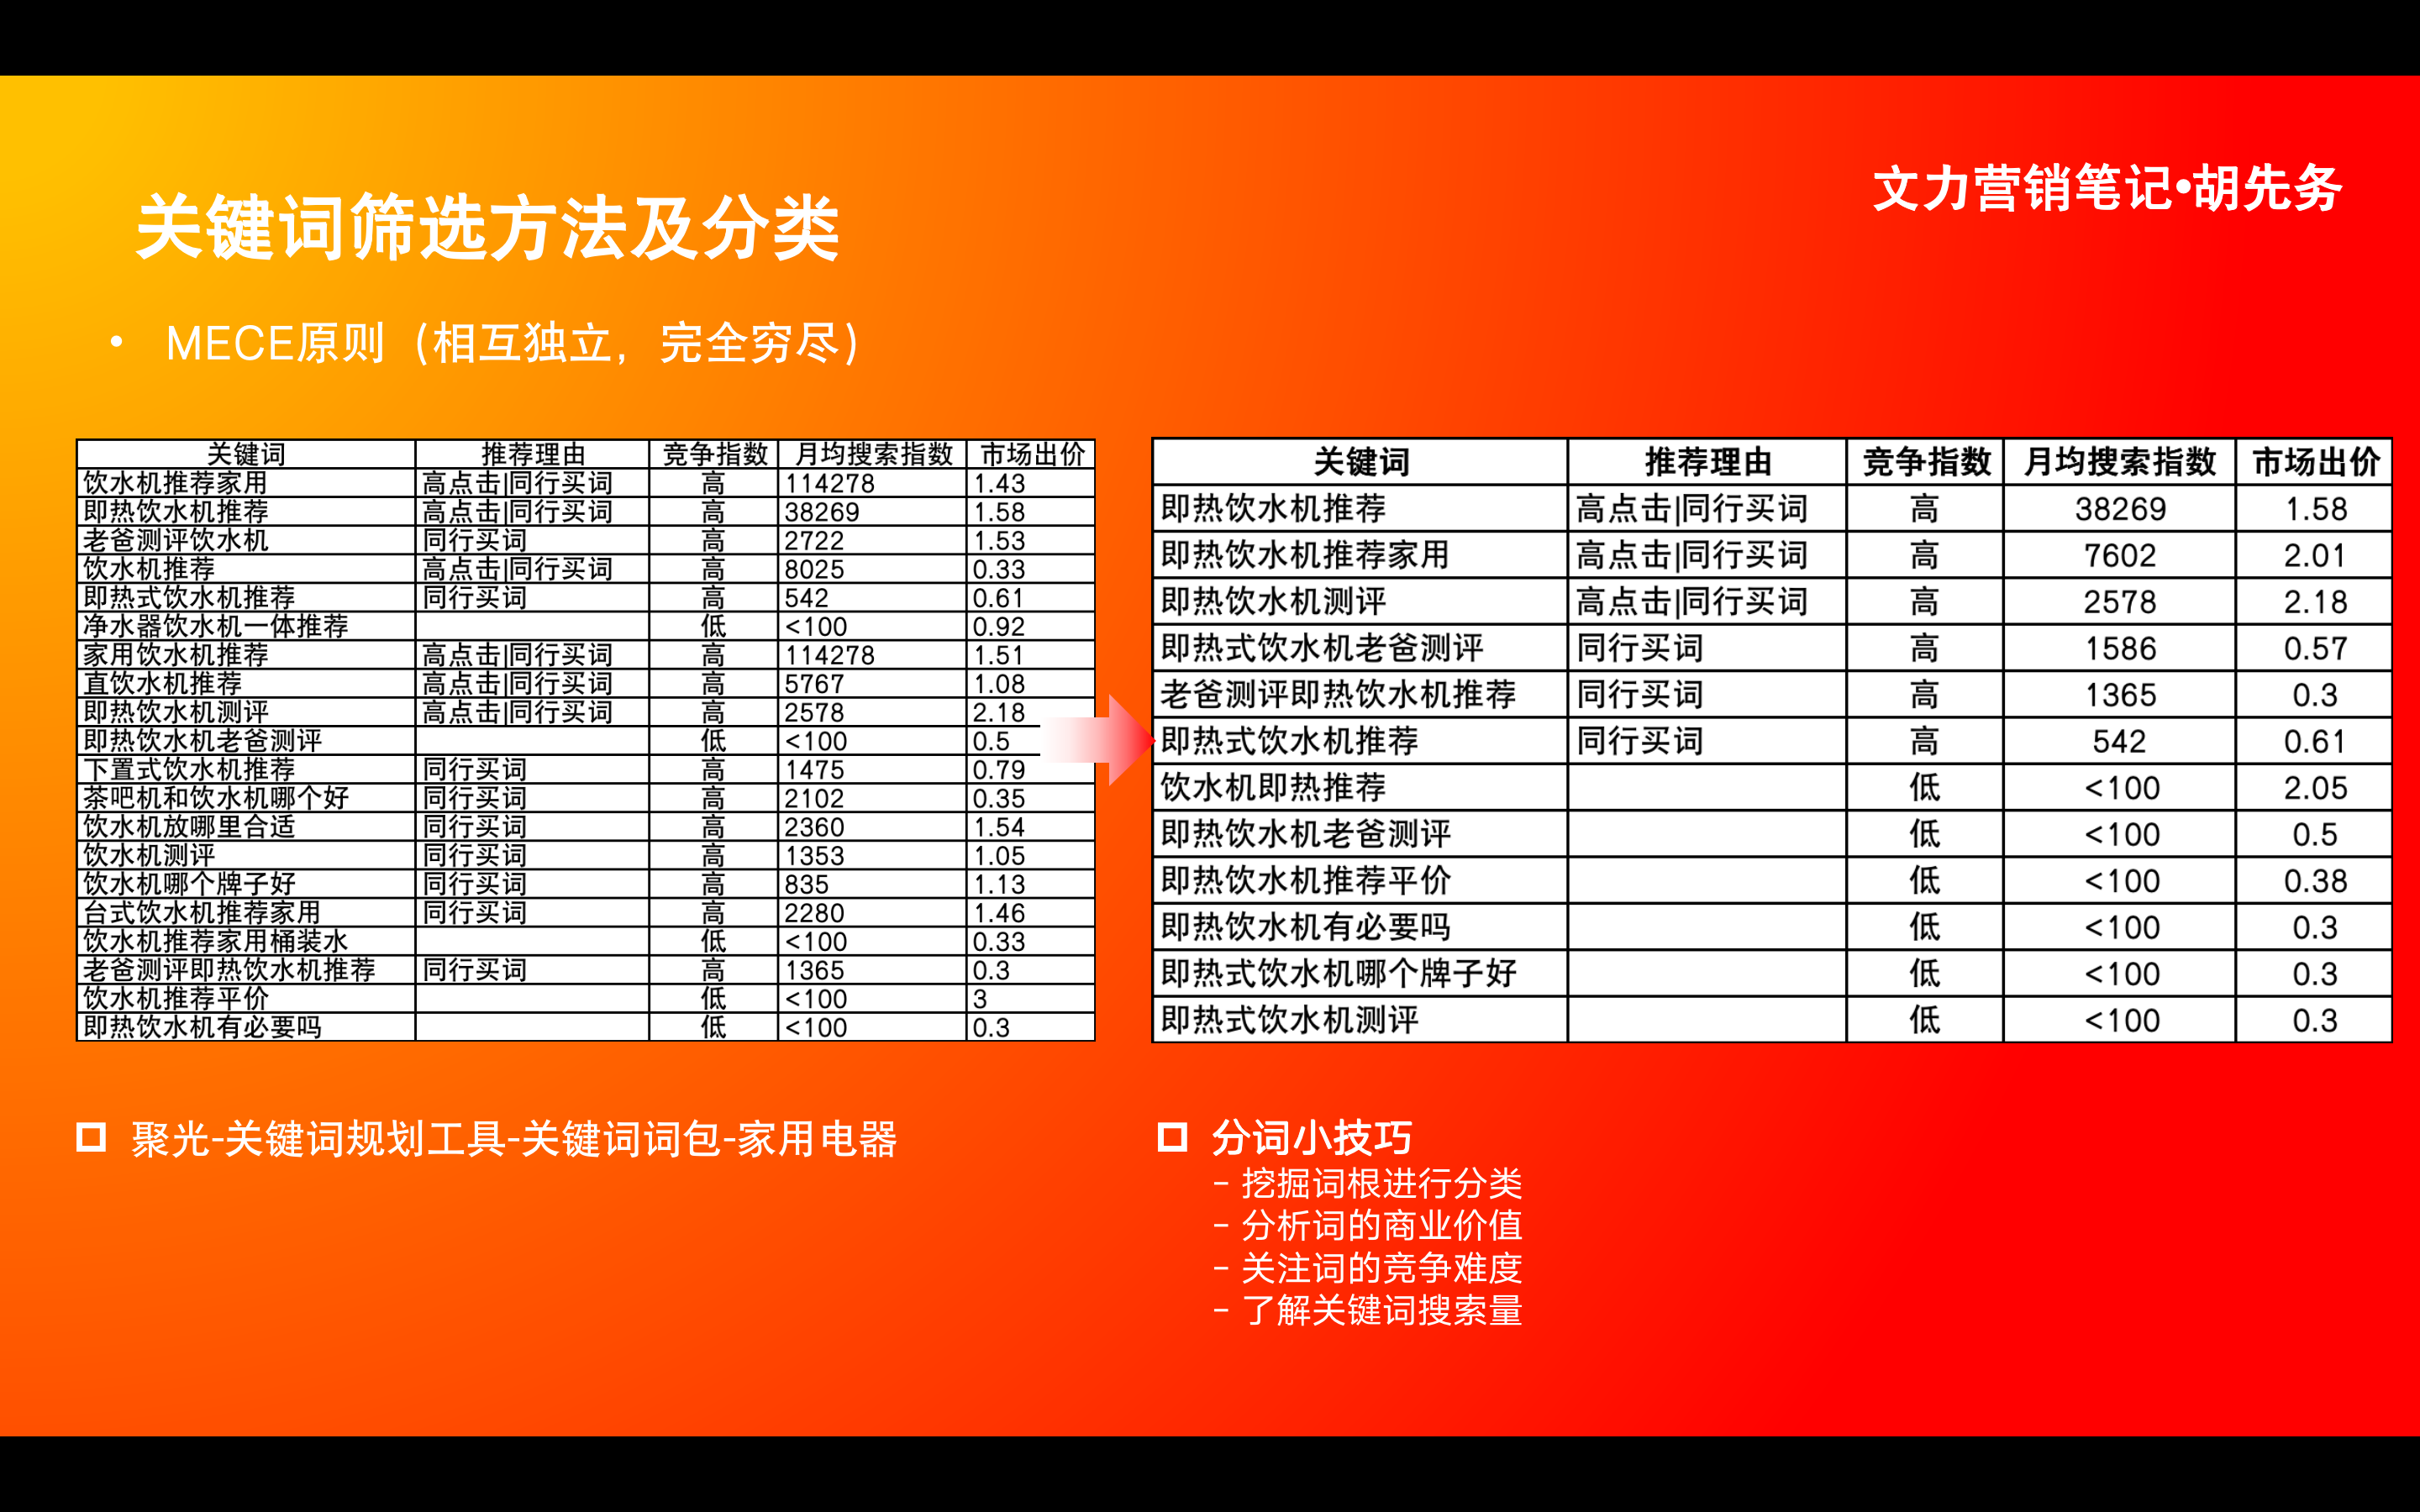 文力营销笔记•胡先务
关键词筛选方法及分类
• MECE原则（相互独立，完全穷尽）
关键词 推荐理由 竞争指数 月均搜索指数 市场出价
饮水机推荐家用 高点击|同行买词 高 114278 1.43
即热饮水机推荐 高点击|同行买词 高 38269 1.58
老爸测评饮水机 同行买词 高 2722 1.53
饮水机推荐 高点击|同行买词 高 8025 0.33
即热式饮水机推荐 同行买词 高 542 0.61
净水器饮水机一体推荐 低 <100 0.92
家用饮水机推荐 高点击|同行买词 高 114278 1.51
直饮水机推荐 高点击|同行买词 高 5767 1.08
即热饮水机测评 高点击|同行买词 高 2578 2.18
即热饮水机老爸测评 低 <100 0.5
下置式饮水机推荐 同行买词 高 1475 0.79
茶吧机和饮水机哪个好 同行买词 高 2102 0.35
饮水机放哪里合适 同行买词 高 2360 1.54
饮水机测评 同行买词 高 1353 1.05
饮水机哪个牌子好 同行买词 高 835 1.13
台式饮水机推荐家用 同行买词 高 2280 1.46
饮水机推荐家用桶装水 低 <100 0.33
老爸测评即热饮水机推荐 同行买词 高 1365 0.3
饮水机推荐平价 低 <100 3
即热饮水机有必要吗 低 <100 0.3
关键词 推荐理由 竞争指数 月均搜索指数 市场出价
即热饮水机推荐 高点击|同行买词 高 38269 1.58
即热饮水机推荐家用 高点击|同行买词 高 7602 2.01
即热饮水机测评 高点击|同行买词 高 2578 2.18
即热式饮水机老爸测评 同行买词 高 1586 0.57
老爸测评即热饮水机推荐 同行买词 高 1365 0.3
即热式饮水机推荐 同行买词 高 542 0.61
饮水机即热推荐 低 <100 2.05
即热饮水机老爸测评 低 <100 0.5
即热饮水机推荐平价 低 <100 0.38
即热饮水机有必要吗 低 <100 0.3
即热式饮水机哪个牌子好 低 <100 0.3
即热式饮水机测评 低 <100 0.3
聚光-关键词规划工具-关键词词包-家用电器
分词小技巧
- 挖掘词根进行分类
- 分析词的商业价值
- 关注词的竞争难度
- 了解关键词搜索量